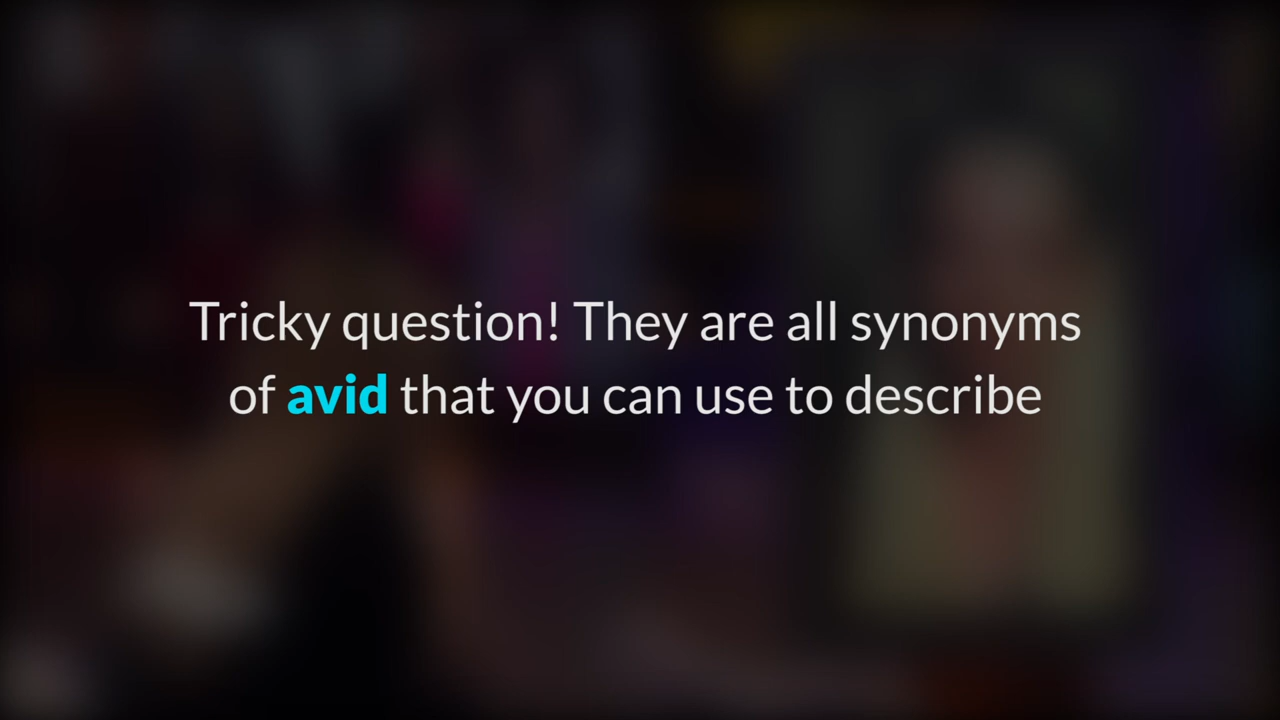 Tricky question! They are all synonyms
of avid that you can use to describe